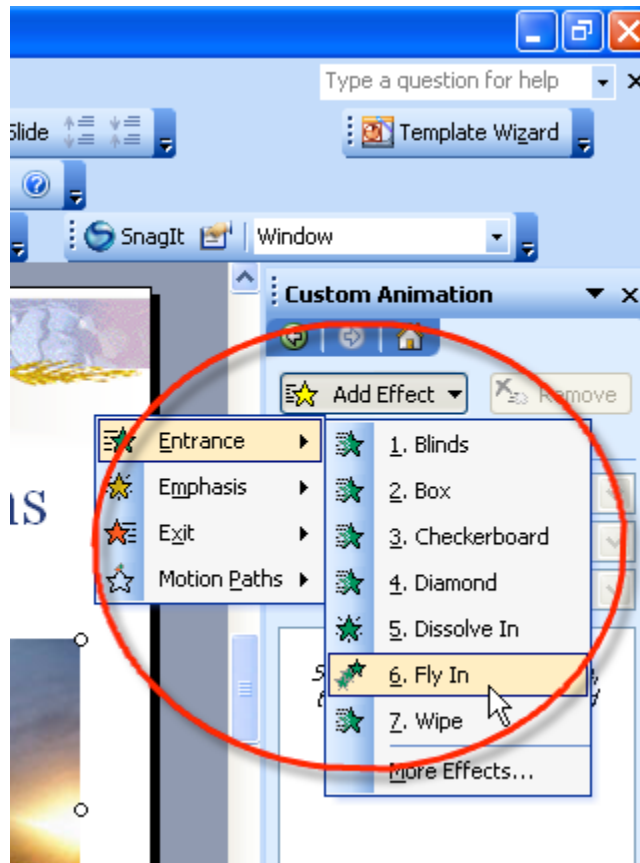 Type a question for help
Slide
Template Wizard
SnagIt
Window
Custom Animation
Add Effect
Remove
Entrance
Emphasis
Exit
Motion Paths
1. Blinds
2. Box
3. Checkerboard
4. Diamond
5. Dissolve In
6. Fly In
7. Wipe
More Effects...